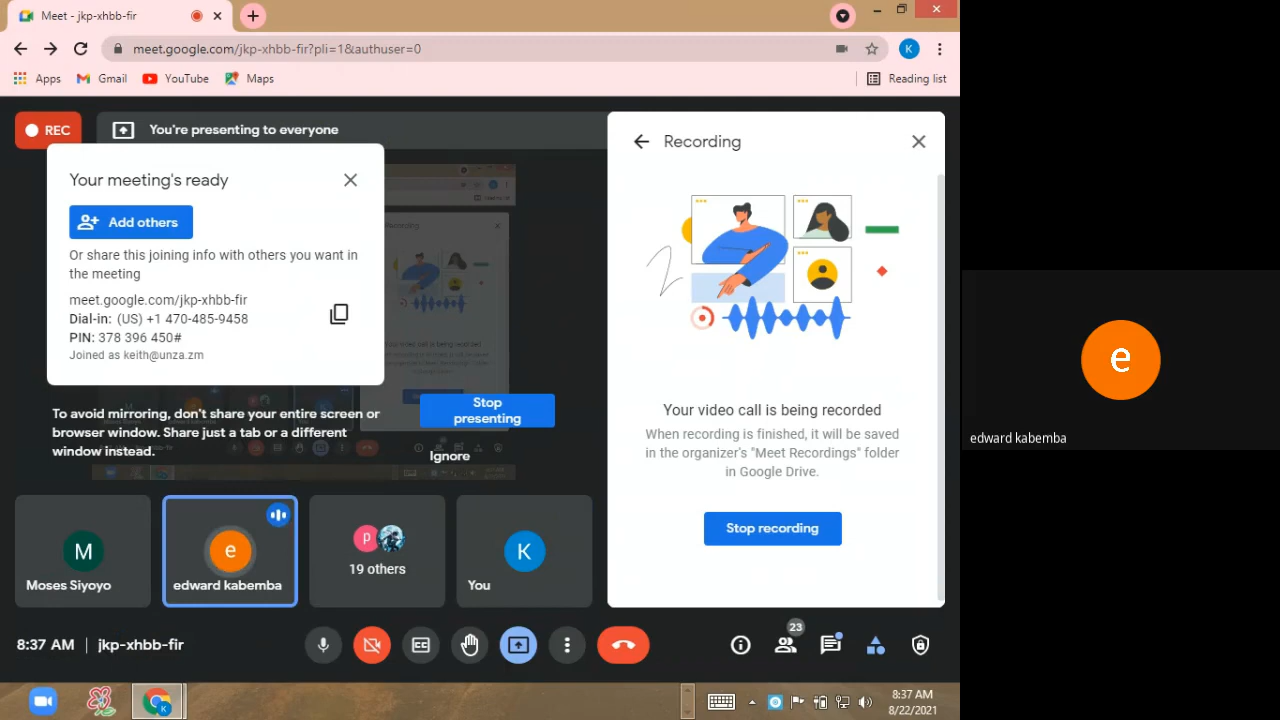 Meet - jkp-xhbb-fir
meet.google.com/jkp-xhbb-fir?pli=1&authuser=0
K
Apps
Gmail
YouTube
Maps
Reading list
REC
You're presenting to everyone
Your meeting's ready
Add others
Or share this joining info with others you want in
the meeting
meet.google.com/jkp-xhbb-fir
Dial-in: (US) +1 470-485-9458
PIN: 378 396 450#
Joined as keith@unza.zm
To avoid mirroring, don't share your entire screen or
browser window. Share just a tab or a different
window instead.
Stop
presenting
Ignore
Recording
Your video call is being recorded
When recording is finished, it will be saved
in the organizer's "Meet Recordings" folder
in Google Drive.
Stop recording
M
Moses Siyoyo
e
edward kabemba
p
19 others
K
You
8:37 AM | jkp-xhbb-fir
CC
23
e
edward kabemba
K
8:37 AM
8/22/2021